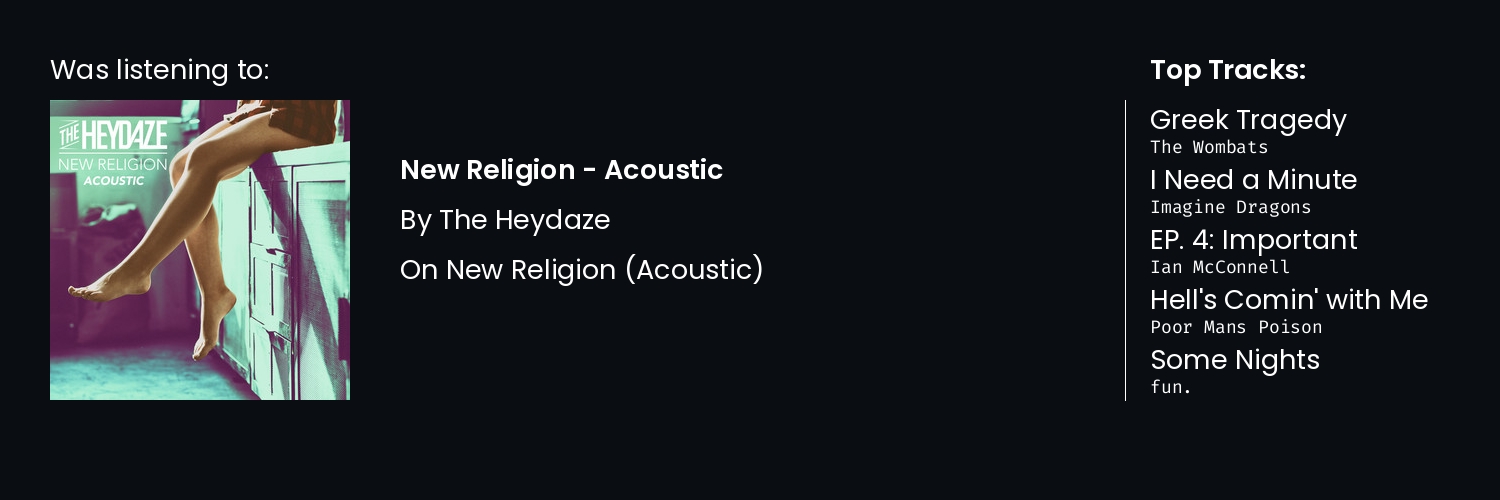 Was listening to:
THE HEYDAZE
NEW RELIGION
ACOUSTIC
New Religion - Acoustic
By The Heydaze
On New Religion (Acoustic)
Top Tracks:
Greek Tragedy
The Wombats
I Need a Minute
Imagine Dragons
EP. 4: Important
Ian McConnell
Hell's Comin' with Me
Poor Mans Poison
Some Nights
fun.